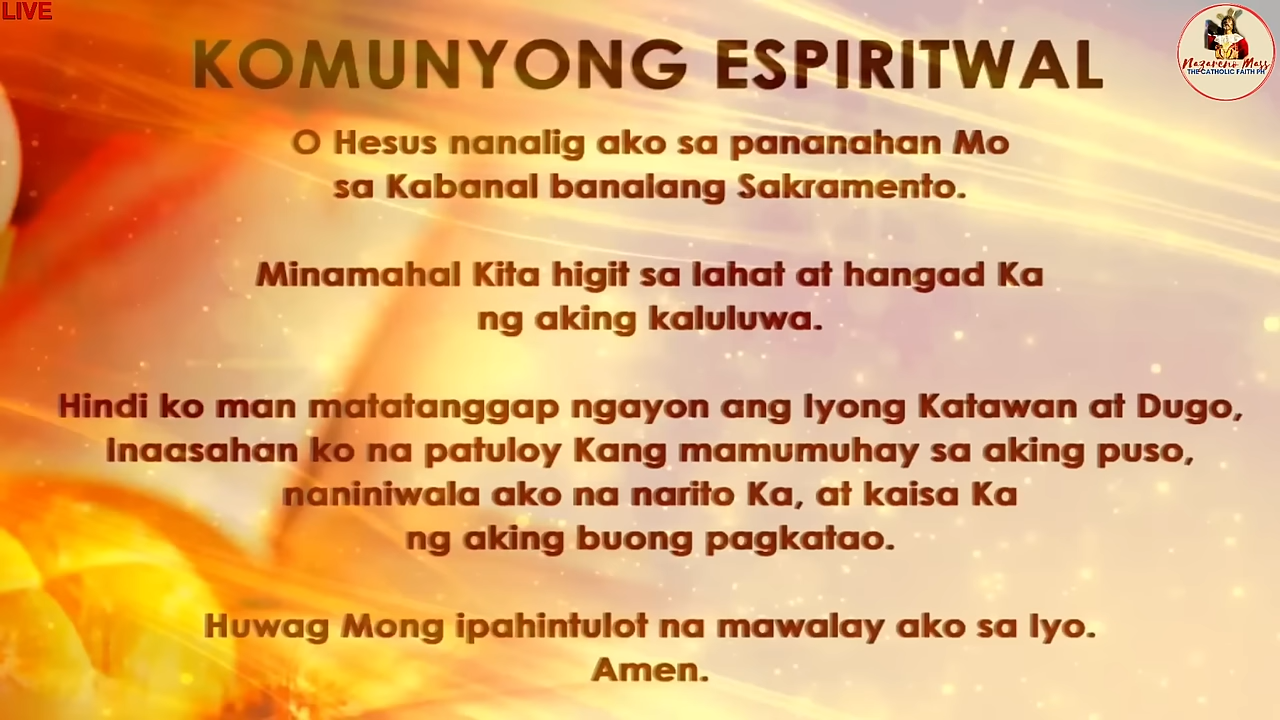 LIVE
KOMUNYONG ESPIRITWAL
O Hesus nanalig ako sa pananahan Mo
sa Kabanal banalang Sakramento.
Minamahal Kita higit sa lahat at hangad Ka
ng aking kaluluwa.
Hindi ko man matatanggap ngayon ang Iyong Katawan at Dugo,
Inaasahan ko na patuloy Kang mamumuhay sa aking puso,
naniniwala ako na narito Ka, at kaisa Ka
ng aking buong pagkatao.
Huwag Mong ipahintulot na mawalay ako sa Iyo.
Amen.
Nazareno Mass
THE CATHOLIC FAITH PH